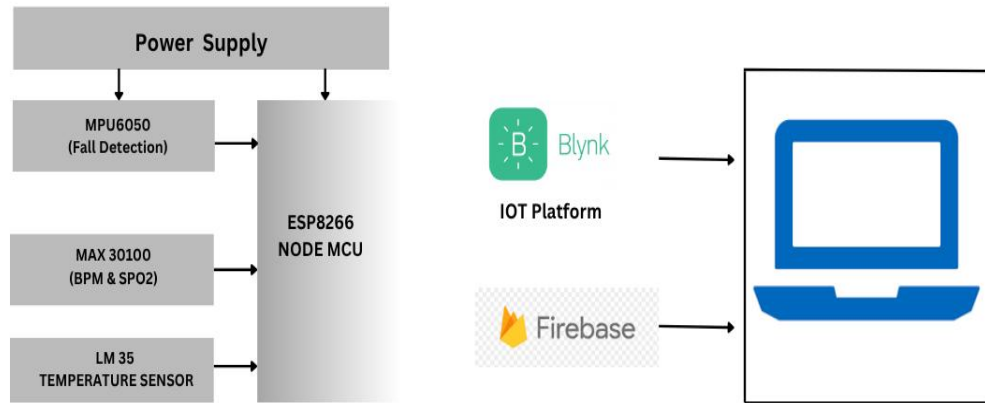 Power Supply
MPU6050
(Fall Detection)
ESP8266
NODE MCU
MAX 30100
(BPM & SPO2)
LM 35
TEMPERATURE SENSOR
B Blynk
IOT Platform
Firebase